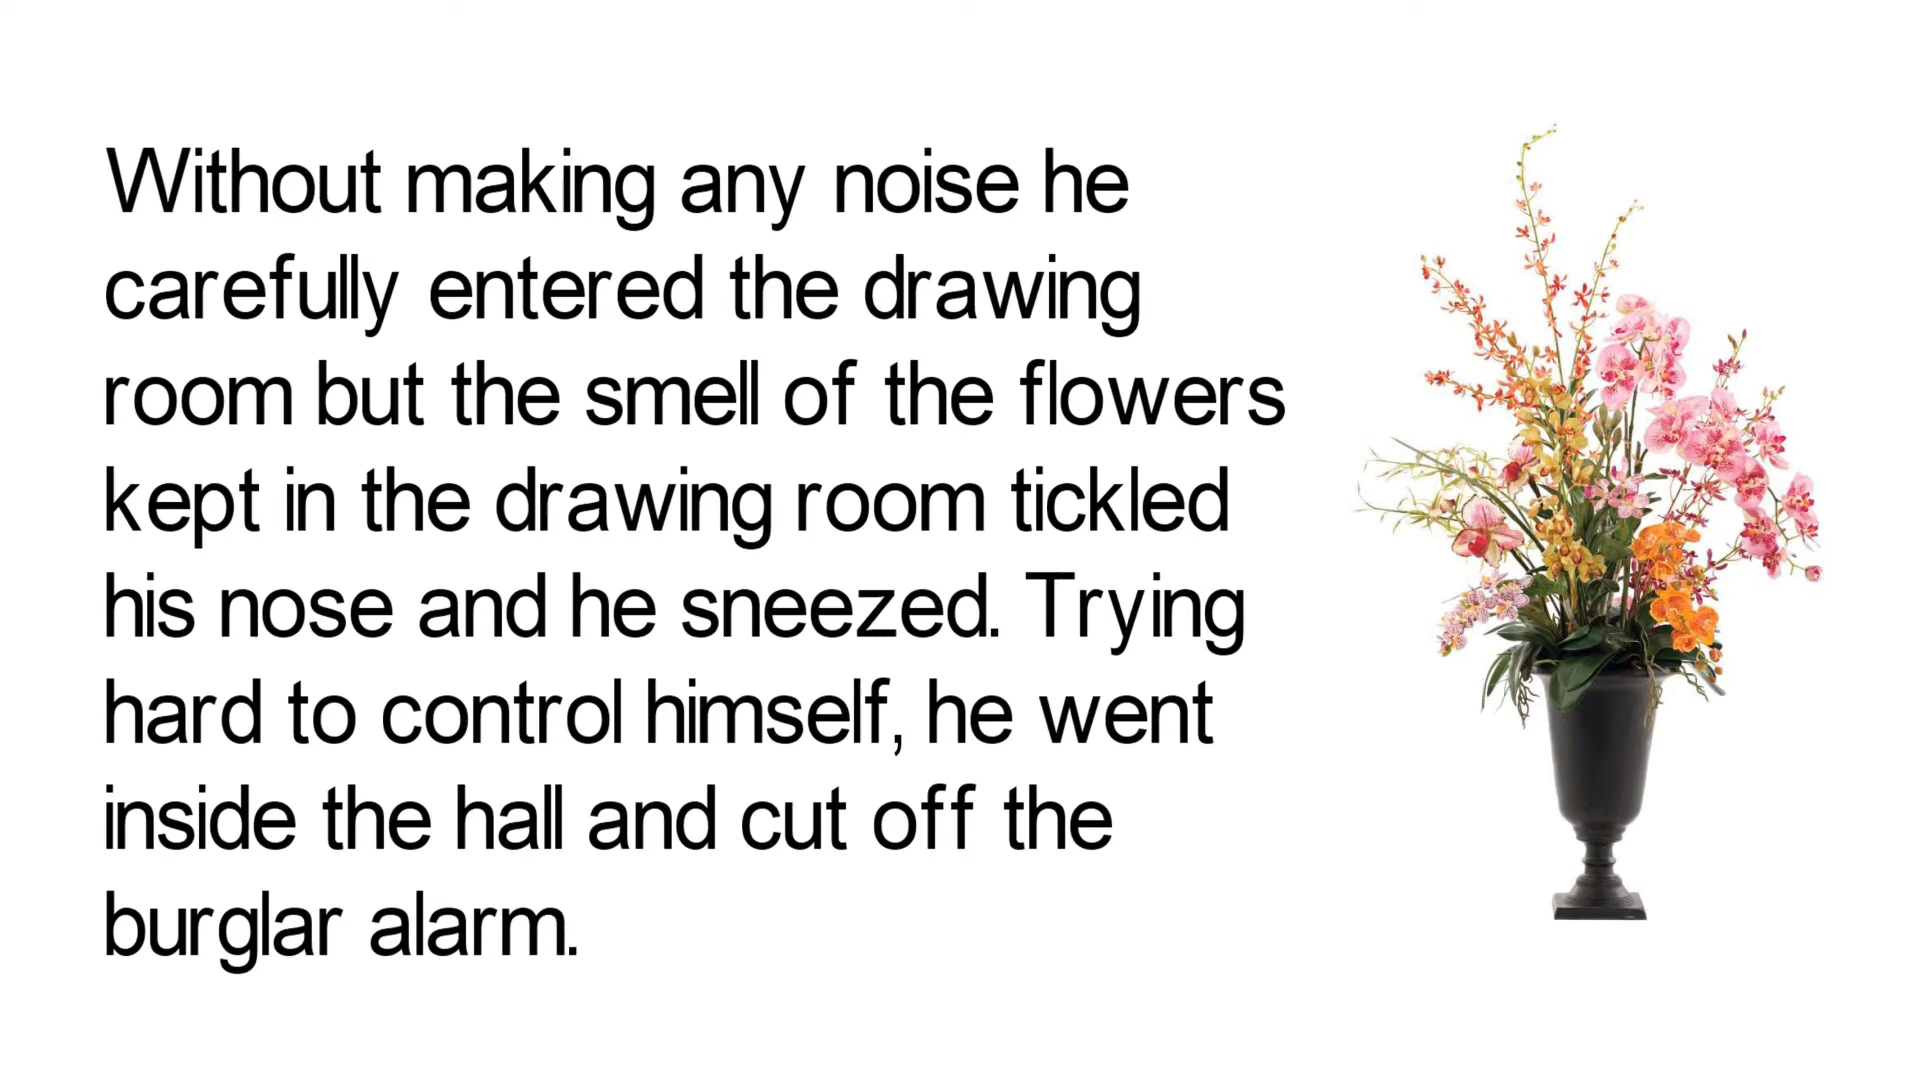 Without making any noise he
carefully entered the drawing
room but the smell of the flowers
kept in the drawing room tickled
his nose and he sneezed. Trying
hard to control himself, he went
inside the hall and cut off the
burglar alarm.